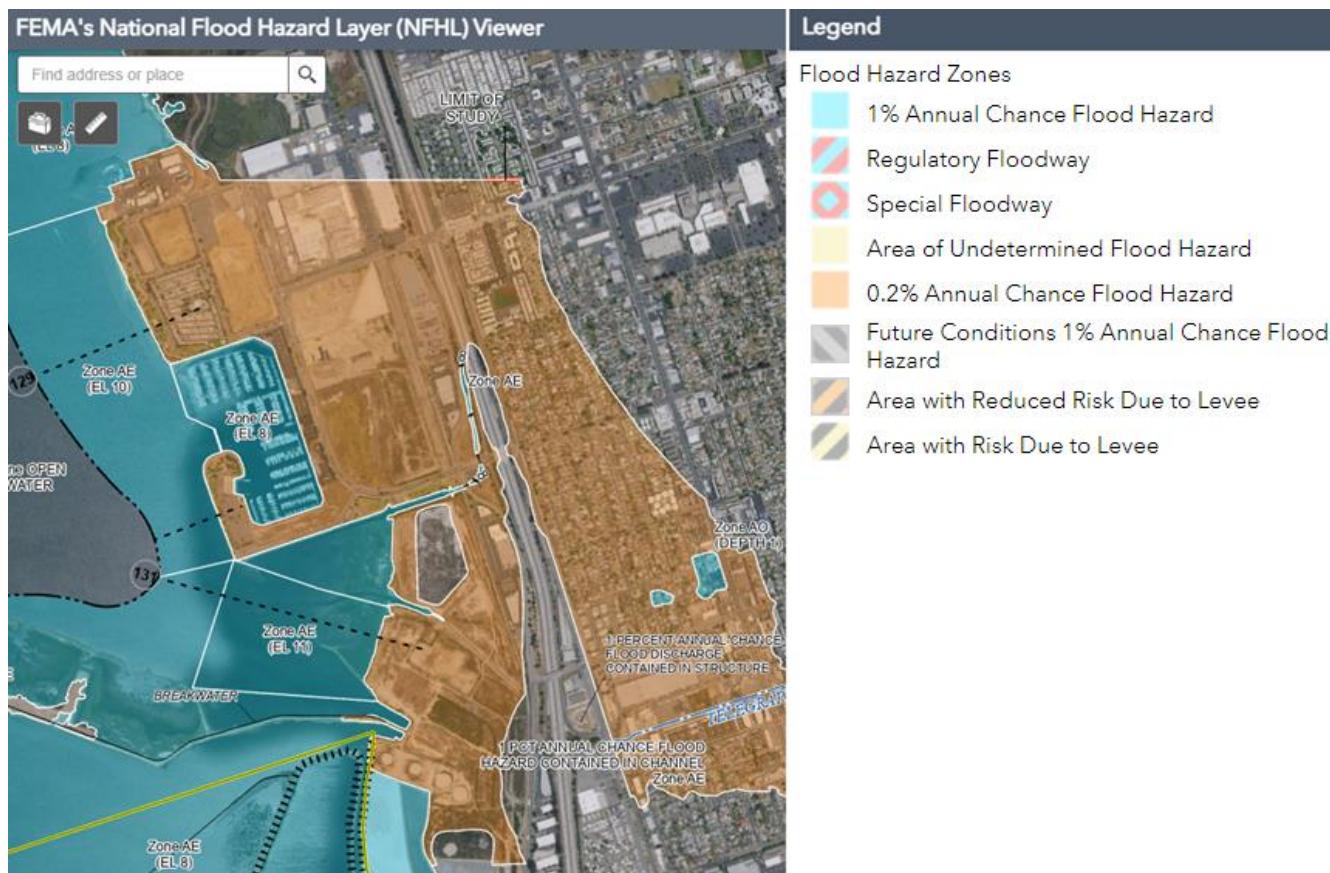 FEMA's National Flood Hazard Layer (NFHL) Viewer
Find address or place
LIMIT OF
STUDY
129
Zone AE
(EL 10)
Zone AE
(EL 8)
Zone AE
OPEN
WATER
131
Zone AO
(DEPTH 1)
Zone AE
(EL 11)
1 PERCENT ANNUAL CHANCE
FLOOD DISCHARGE
CONTAINED IN STRUCTURE
BREAKWATER
1 PCT ANNUAL CHANCE FLOOD
HAZARD CONTAINED IN CHANNEL
Zone AE
Zone AE
(EL 8)
Legend
Flood Hazard Zones
1% Annual Chance Flood Hazard
Regulatory Floodway
Special Floodway
Area of Undetermined Flood Hazard
0.2% Annual Chance Flood Hazard
Future Conditions 1% Annual Chance Flood
Hazard
Area with Reduced Risk Due to Levee
Area with Risk Due to Levee